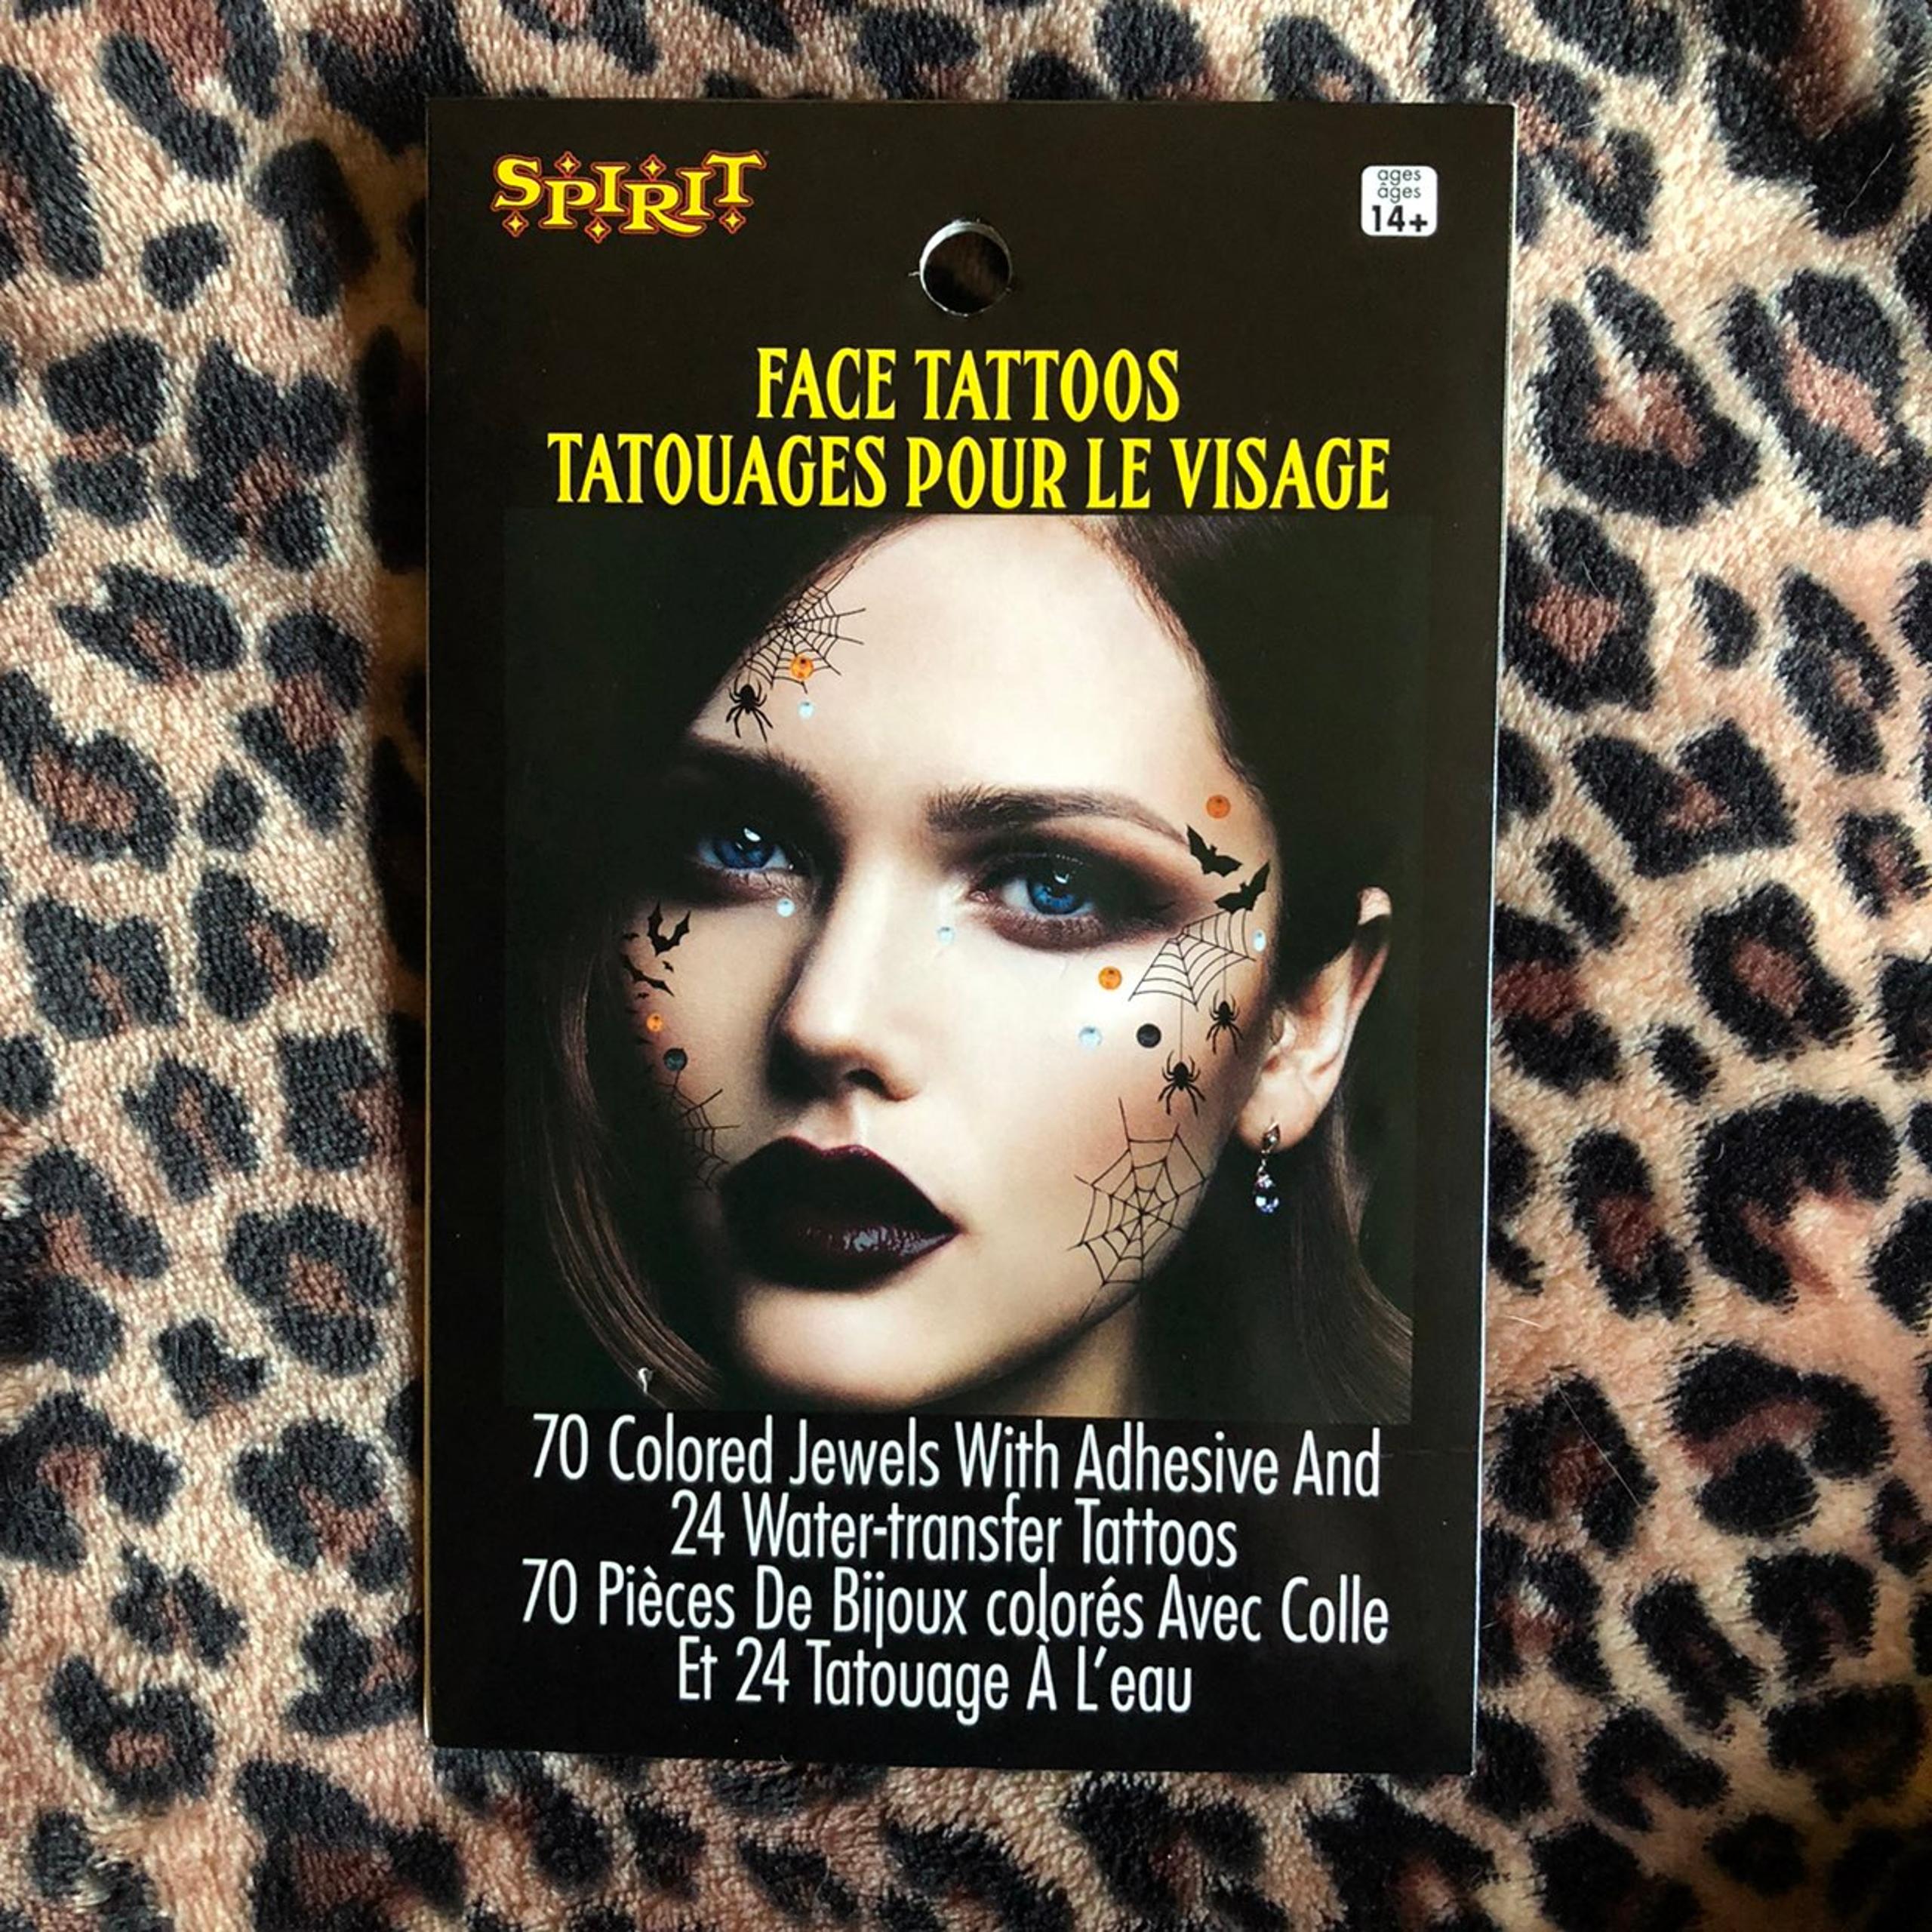 SPIRIT
ages
âges
14+
FACE TATTOOS
TATOUAGES POUR LE VISAGE
70 Colored Jewels With Adhesive And
24 Water-transfer Tattoos
70 Pièces De Bijoux colorés Avec Colle
Et 24 Tatouage À L'eau